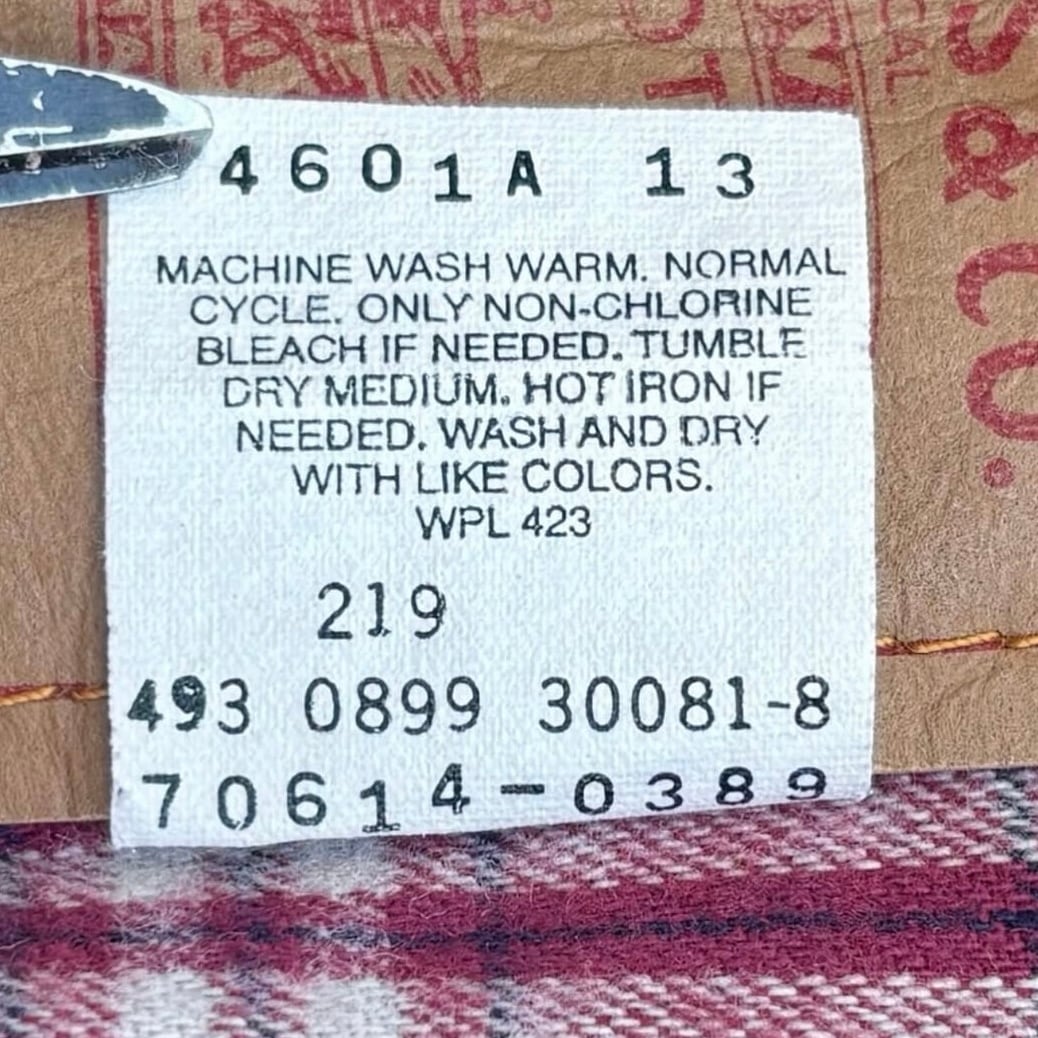 4601A 13
MACHINE WASH WARM. NORMAL
CYCLE. ONLY NON-CHLORINE
BLEACH IF NEEDED. TUMBLE
DRY MEDIUM. HOT IRON IF
NEEDED. WASH AND DRY
WITH LIKE COLORS.
WPL 423
219
493 0899 30081-8
70614-0389
& CO.